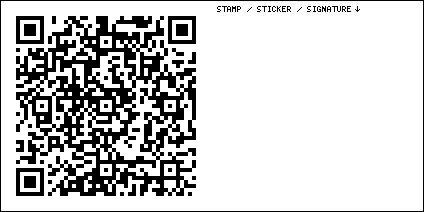 STAMP / STICKER / SIGNATURE ↓